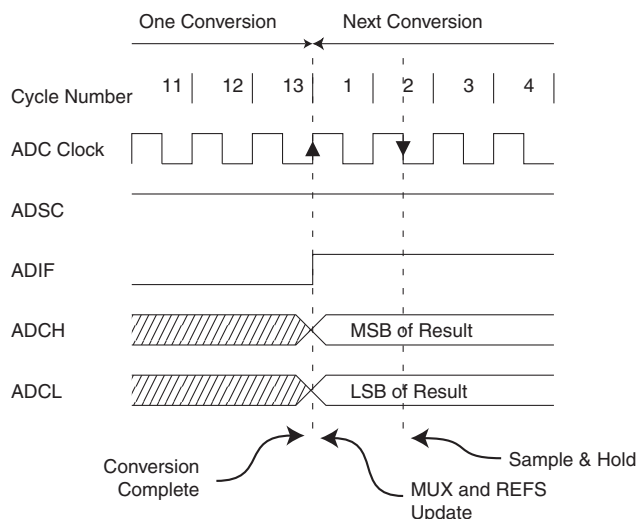 One Conversion Next Conversion
Cycle Number 11 12 13 1 2 3 4
ADC Clock
ADSC
ADIF
ADCH MSB of Result
ADCL LSB of Result
Conversion
Complete
MUX and REFS
Update
Sample & Hold